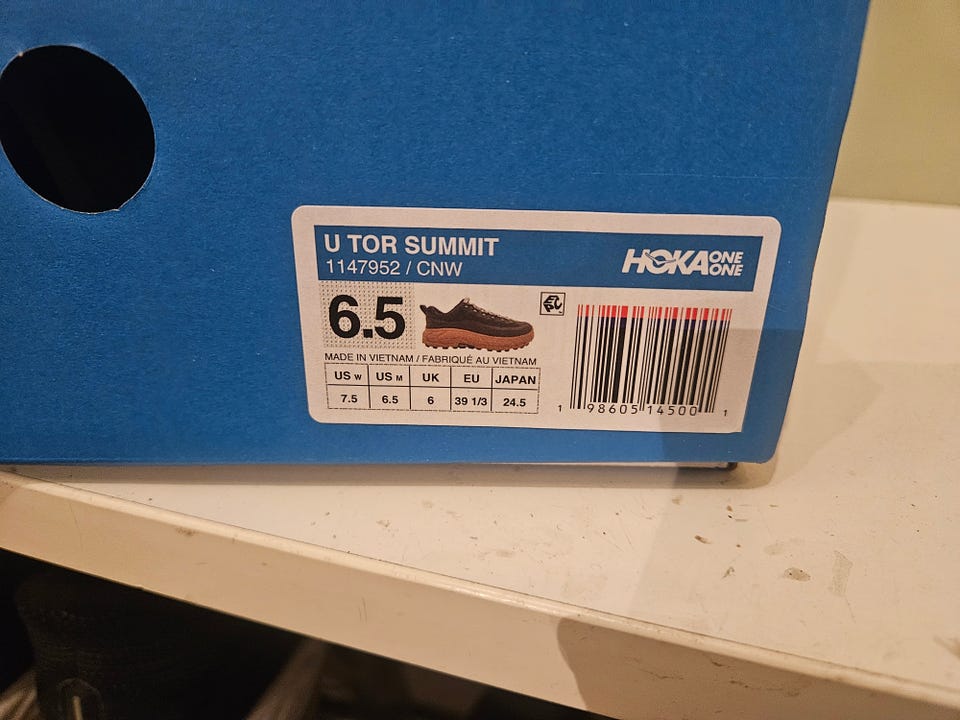 U TOR SUMMIT
1147952 / CNW
HOKA ONE ONE
6.5
MADE IN VIETNAM / FABRIQUÉ AU VIETNAM
US W US M UK EU JAPAN
7.5 6.5 6 39 1/3 24.5
1 98605 14500 1